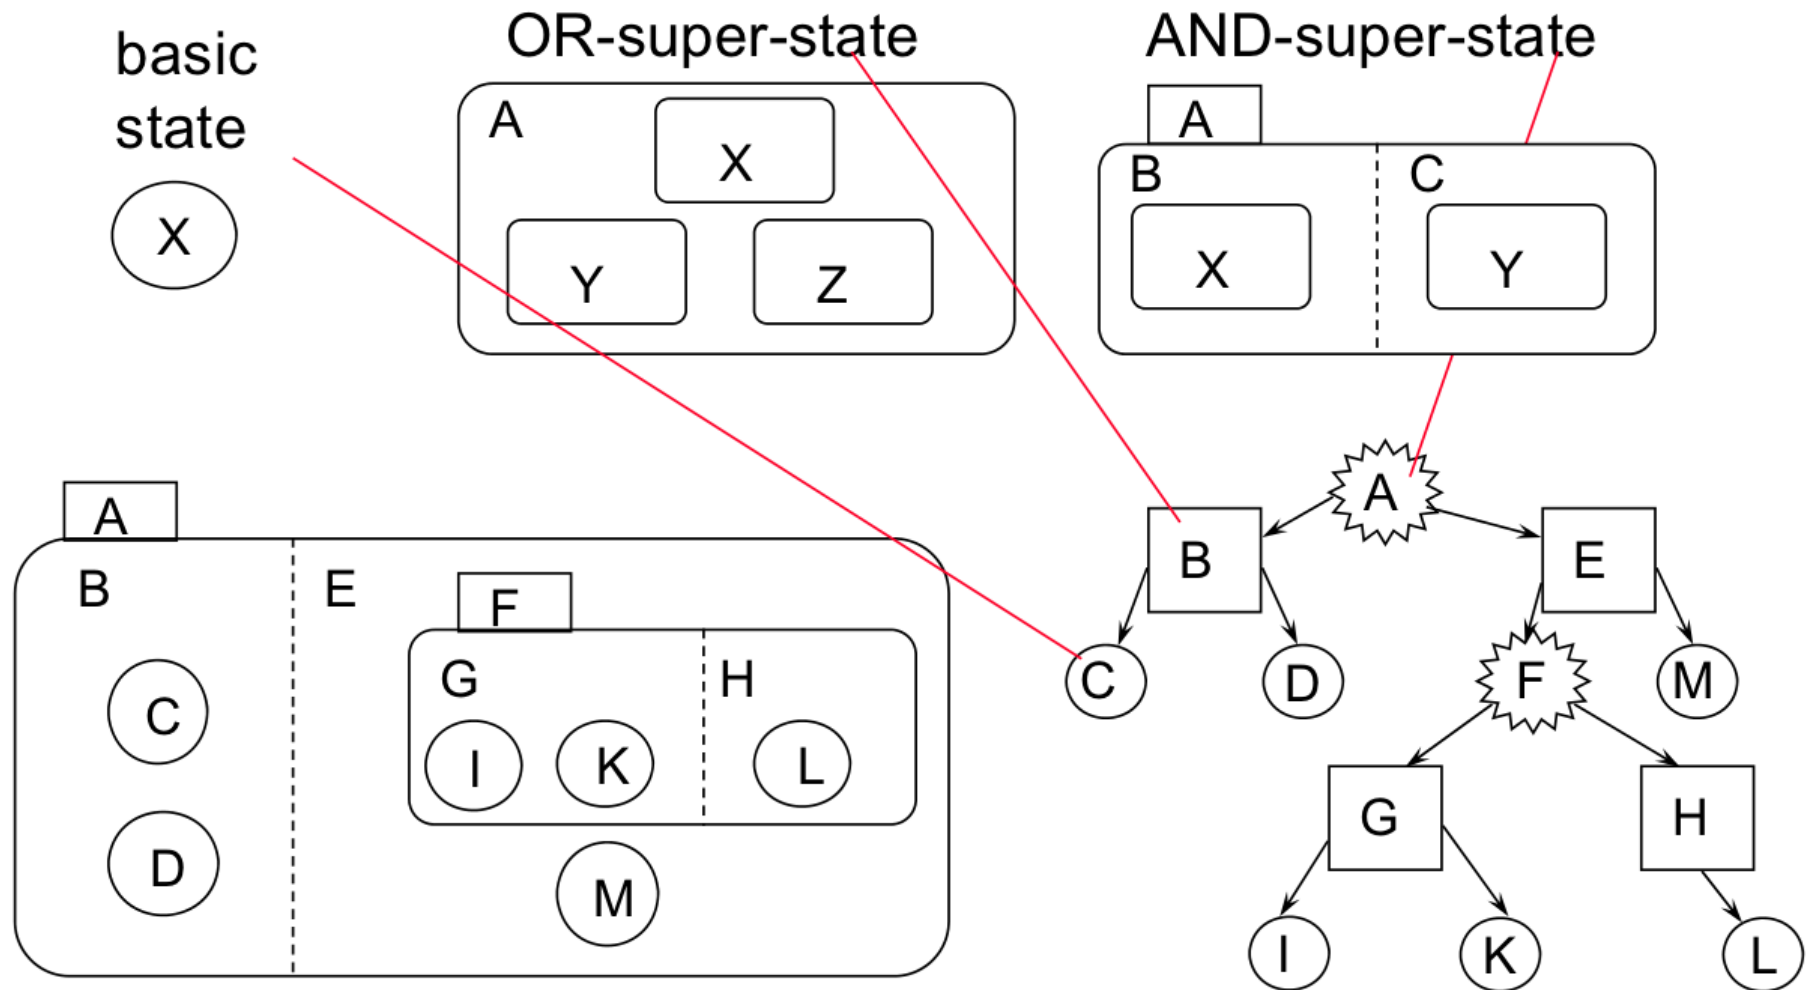 basic
state
X
OR-super-state
A
X
Y
Z
AND-super-state
A
B
C
X
Y
A
B
E
F
G
H
C
I
K
L
D
M
A
B
E
C
D
F
M
G
H
I
K
L